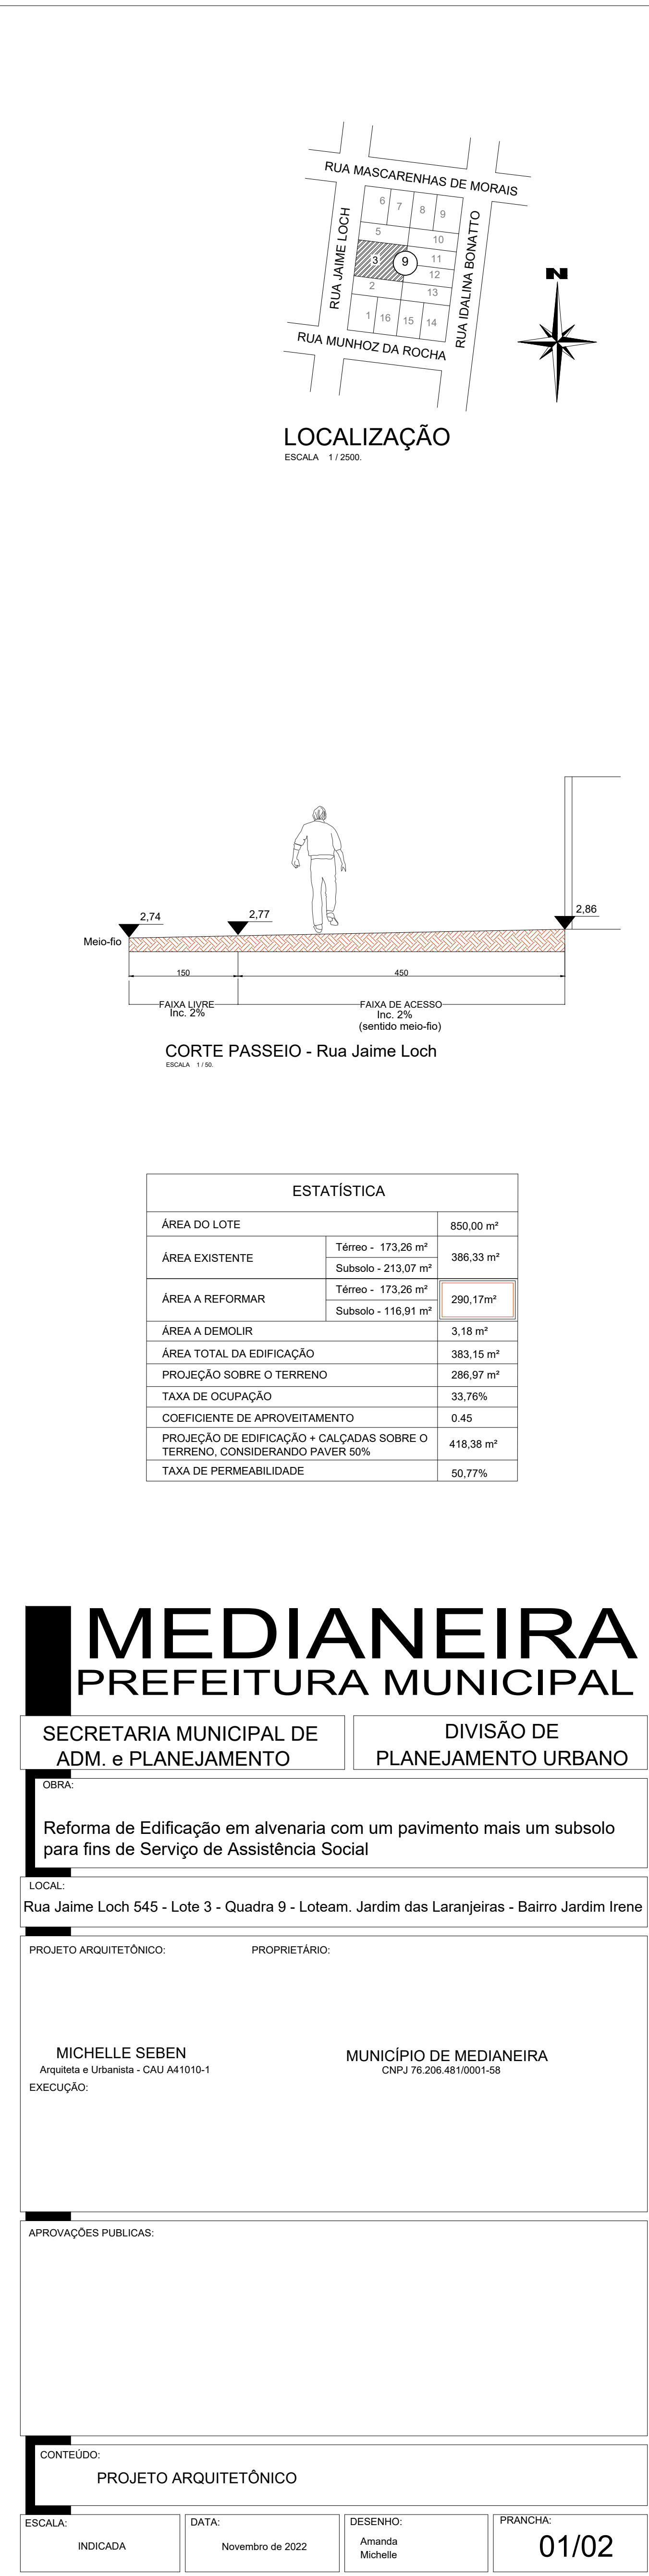 RUA MASCARENHAS DE MORAIS
RUA JAIME LOCH
RUA IDALINA BONATTO
6
7
8
9
5
10
3
9
11
12
2
13
1
16
15
14
RUA MUNHOZ DA ROCHA
N
LOCALIZAÇÃO
ESCALA 1 / 2500.
2,74
2,77
2,86
Meio-fio
150
450
FAIXA LIVRE
Inc. 2%
FAIXA DE ACESSO
Inc. 2%
(sentido meio-fio)
CORTE PASSEIO - Rua Jaime Loch
ESCALA 1 / 50.
ESTATÍSTICA
ÁREA DO LOTE 850,00 m²
ÁREA EXISTENTE
Térreo - 173,26 m²
Subsolo - 213,07 m²
386,33 m²
ÁREA A REFORMAR
Térreo - 173,26 m²
Subsolo - 116,91 m²
290,17m²
ÁREA A DEMOLIR 3,18 m²
ÁREA TOTAL DA EDIFICAÇÃO 383,15 m²
PROJEÇÃO SOBRE O TERRENO 286,97 m²
TAXA DE OCUPAÇÃO 33,76%
COEFICIENTE DE APROVEITAMENTO 0.45
PROJEÇÃO DE EDIFICAÇÃO + CALÇADAS SOBRE O
TERRENO, CONSIDERANDO PAVER 50%
418,38 m²
TAXA DE PERMEABILIDADE 50,77%
MEDIANEIRA
PREFEITURA MUNICIPAL
SECRETARIA MUNICIPAL DE
ADM. e PLANEJAMENTO
DIVISÃO DE
PLANEJAMENTO URBANO
OBRA:
Reforma de Edificação em alvenaria com um pavimento mais um subsolo
para fins de Serviço de Assistência Social
LOCAL:
Rua Jaime Loch 545 - Lote 3 - Quadra 9 - Loteam. Jardim das Laranjeiras - Bairro Jardim Irene
PROJETO ARQUITETÔNICO:
PROPRIETÁRIO:
MICHELLE SEBEN
Arquiteta e Urbanista - CAU A41010-1
MUNICÍPIO DE MEDIANEIRA
CNPJ 76.206.481/0001-58
EXECUÇÃO:
APROVAÇÕES PUBLICAS:
CONTEÚDO:
PROJETO ARQUITETÔNICO
ESCALA:
INDICADA
DATA:
Novembro de 2022
DESENHO:
Amanda
Michelle
PRANCHA:
01/02